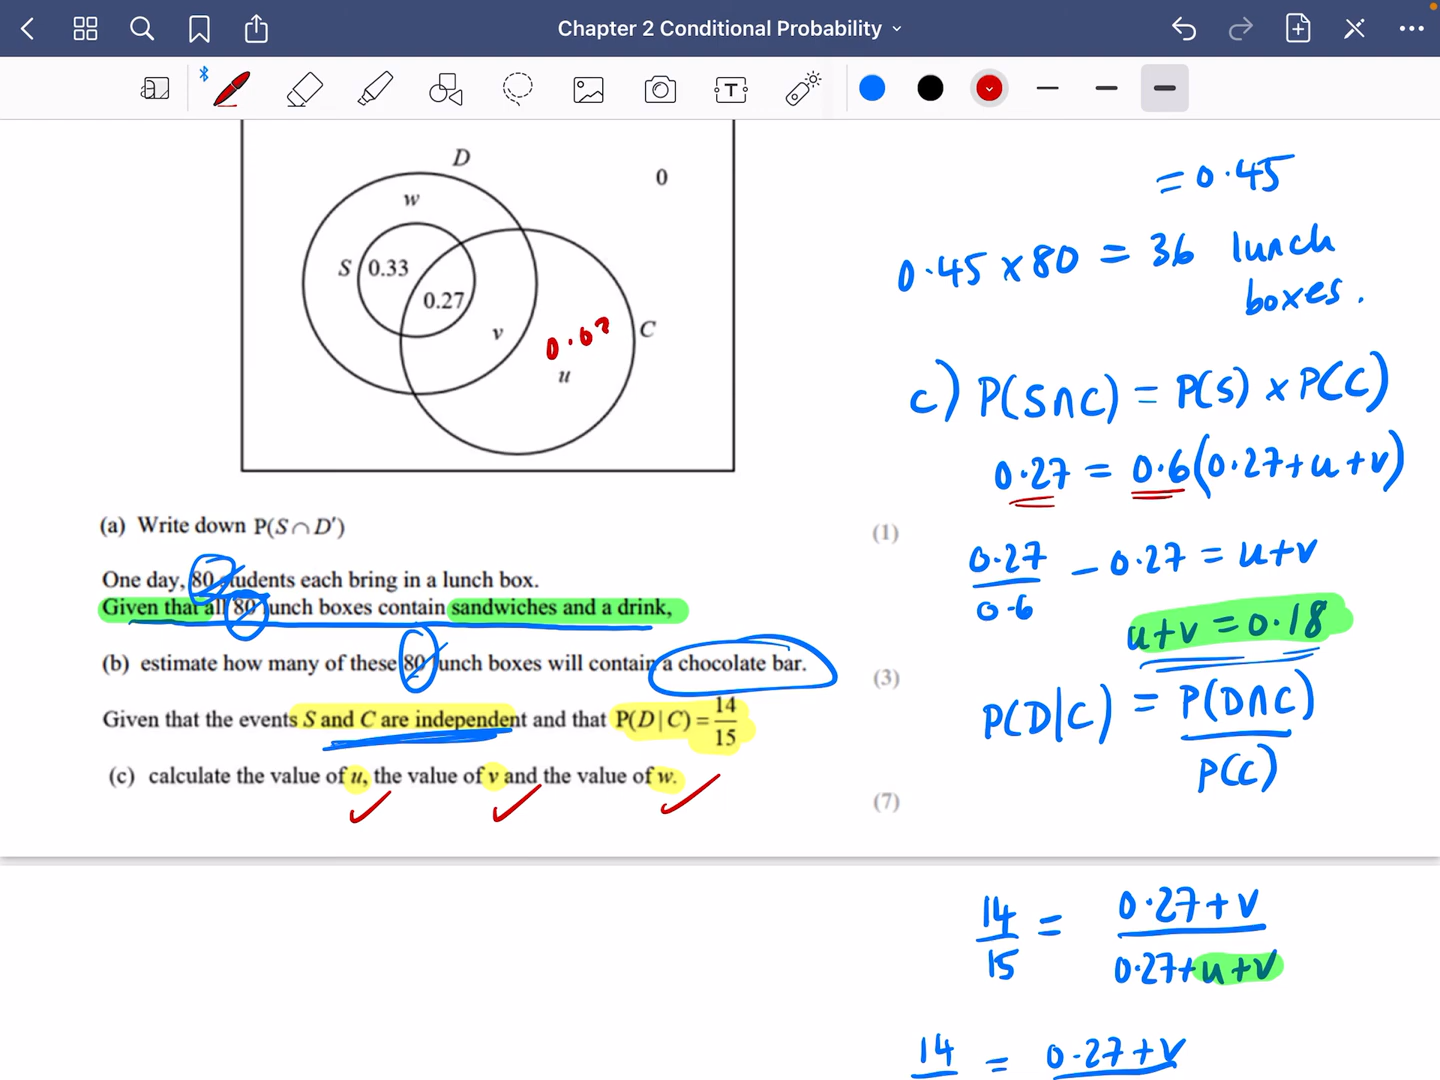 Chapter 2 Conditional Probability
D
0
w
S
0.33
0.27
v
0.03
C
u
(a) Write down P(S∩D′)
(1)
One day, 80 students each bring in a lunch box.
Given that all 80 lunch boxes contain sandwiches and a drink,
(b) estimate how many of these 80 lunch boxes will contain a chocolate bar.
(3)
Given that the events S and C are independent and that P(D|C) = 14/15
(c) calculate the value of u, the value of v and the value of w.
(7)
= 0.45
0.45 × 80 = 36 lunch
boxes.
c) P(S∩C) = P(S) × P(C)
0.27 = 0.6(0.27+u+v)
0.27/0.6 − 0.27 = u+v
u+v = 0.18
P(D|C) = P(D∩C)/P(C)
14/15 = 0.27+v/0.27+u+v
14 = 0.27+v